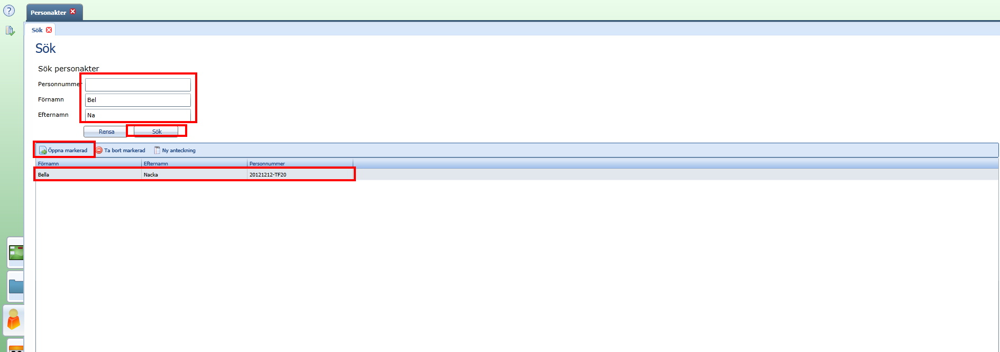 ?
Personakter
Sök
Sök
Sök personakter
Personnummer
Förnamn Bel
Efternamn Na
Rensa Sök
Öppna markerad Ta bort markerad Ny anteckning
Förnamn Efternamn Personnummer
Bella Nacka 20121212-TF20